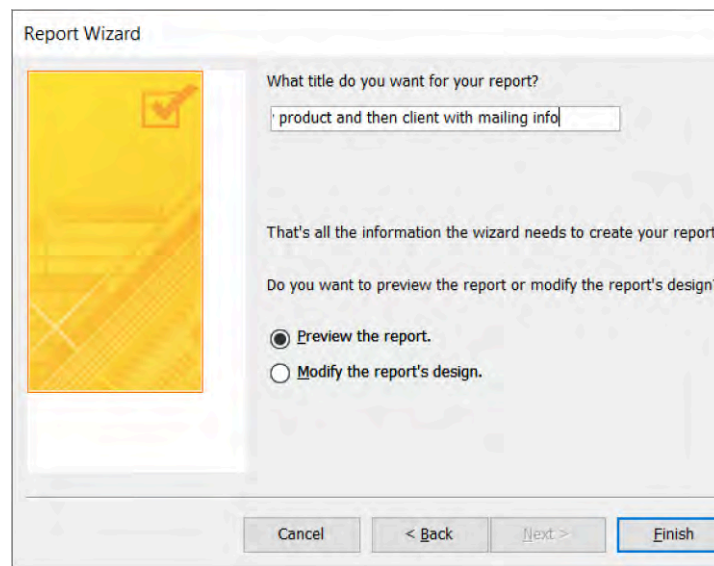 Report Wizard
What title do you want for your report?
product and then client with mailing info
That's all the information the wizard needs to create your report
Do you want to preview the report or modify the report's design?
Preview the report.
Modify the report's design.
Cancel
< Back
Next >
Finish